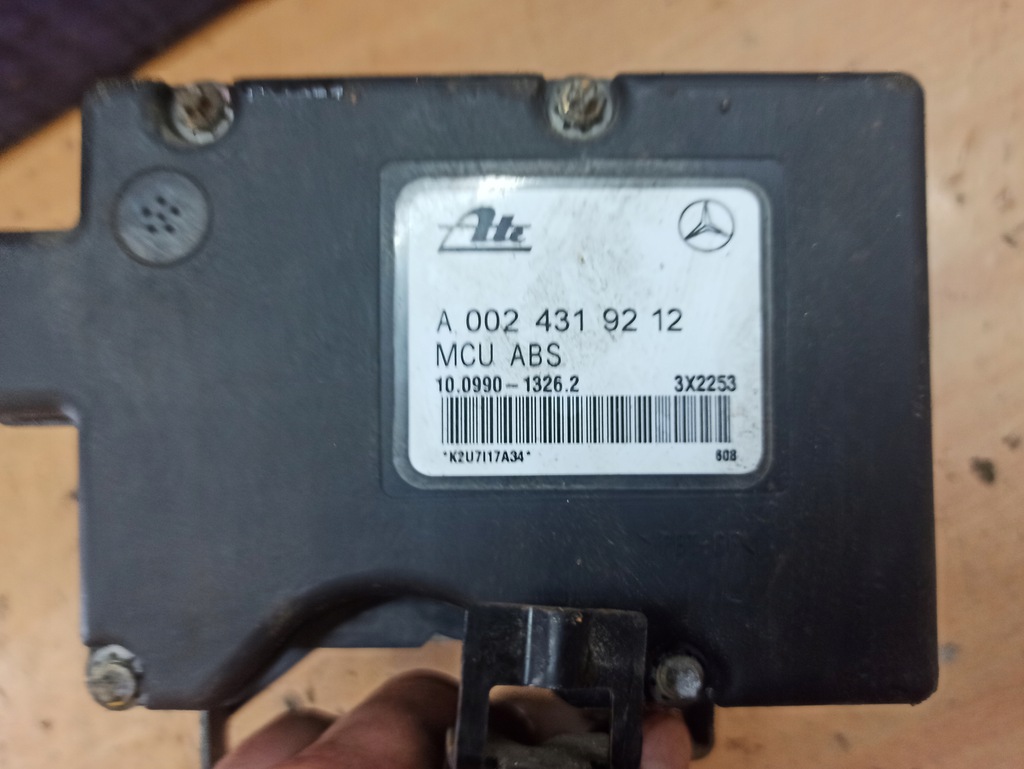 Ate
A 002 431 92 12
MCU ABS
10.0990-1326.2 3X2253
*K2U7I17A34* 608